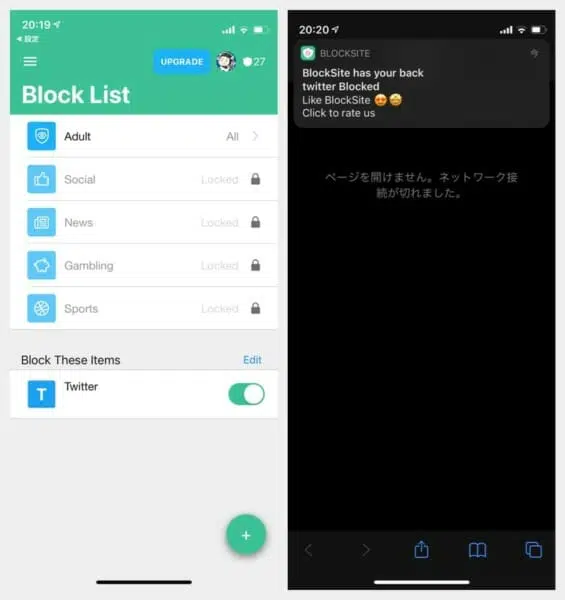 20:19
◀ 設定
UPGRADE
27
Block List
Adult All
Social Locked
News Locked
Gambling Locked
Sports Locked
Block These Items Edit
T Twitter
+
20:20
BLOCKSITE 今
BlockSite has your back
twitter Blocked
Like BlockSite 😍🤩
Click to rate us
ページを開けません。ネットワーク接
続が切れました。